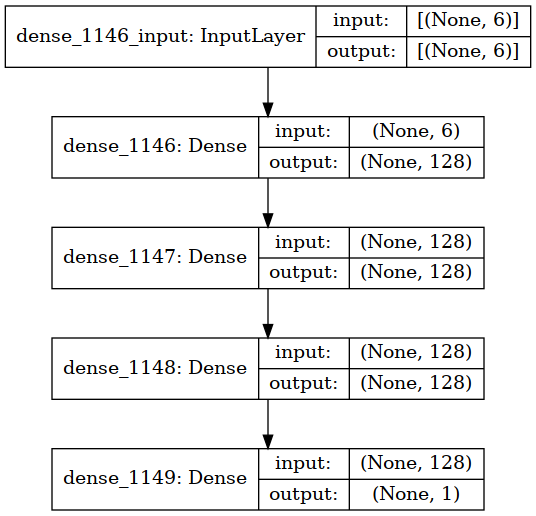 dense_1146_input: InputLayer
input: [(None, 6)]
output: [(None, 6)]
dense_1146: Dense
input: (None, 6)
output: (None, 128)
dense_1147: Dense
input: (None, 128)
output: (None, 128)
dense_1148: Dense
input: (None, 128)
output: (None, 128)
dense_1149: Dense
input: (None, 128)
output: (None, 1)